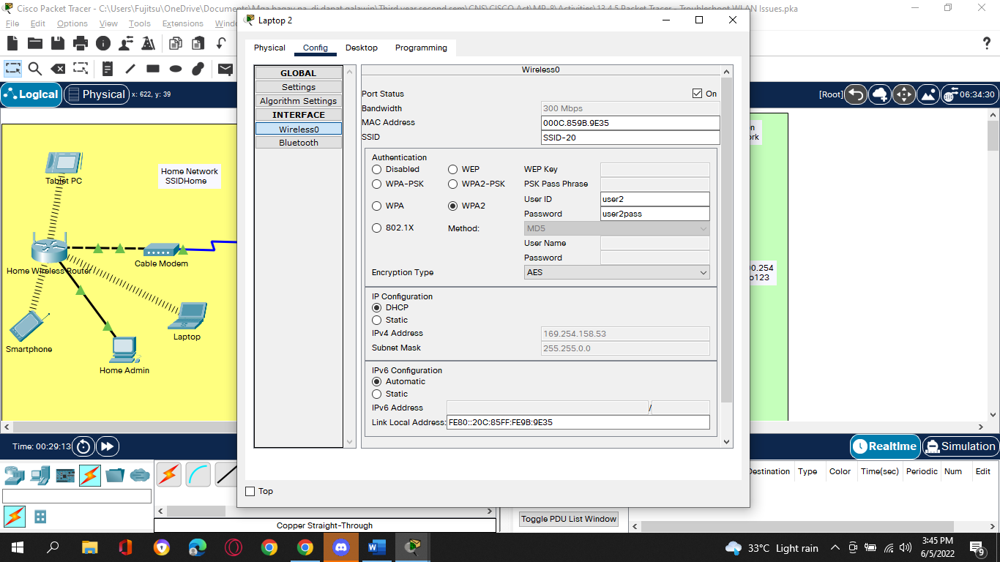 Cisco Packet Tracer - C:\Users\Fujitsu\OneDrive\Documents\Mga bagay na di dapat galawin\Third year second sem\CNS\CISCO Act\MP-8\Activities\13.4.5 Packet Tracer - Troubleshoot WLAN Issues.pka
File Edit Options View Tools Extensions Windo
Laptop 2
Physical Config Desktop Programming
Logical Physical x: 622, y: 39
[Root] 06:34:30
GLOBAL
Settings
Algorithm Settings
INTERFACE
Wireless0
Bluetooth
Wireless0
Port Status On
Bandwidth 300 Mbps
MAC Address 000C.859B.9E35
SSID SSID-20
Authentication
Disabled WEP WEP Key
WPA-PSK WPA2-PSK PSK Pass Phrase
User ID user2
WPA WPA2
Password user2pass
802.1X Method: MD5
User Name
Password
Encryption Type AES
IP Configuration
DHCP
Static
IPv4 Address 169.254.158.53
Subnet Mask 255.255.0.0
IPv6 Configuration
Automatic
Static
IPv6 Address /
Link Local Address: FE80::20C:85FF:FE9B:9E35
Top
Tablet PC
Home Network
SSIDHome
Cable Modem
Home Wireless Router
Laptop
Smartphone
Home Admin
n
rk
0.254
o123
Time: 00:29:13
Realtime Simulation
Destination Type Color Time(sec) Periodic Num Edit
Copper Straight-Through
Toggle PDU List Window
33°C Light rain
3:45 PM
6/5/2022
9